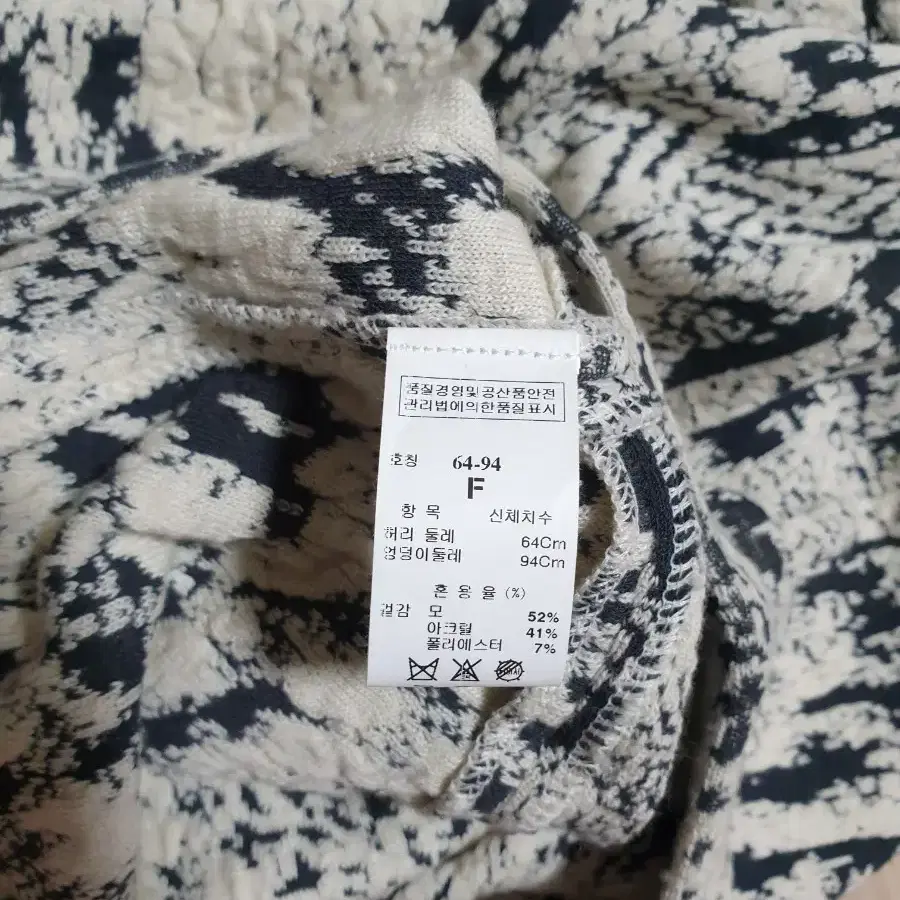 품질경영및공산품안전
관리법에의한품질표시
호칭 64-94
F
항 목 신체치수
허리 둘레 64Cm
엉덩이둘레 94Cm
혼 용 율 (%)
겉감 모 52%
아크릴 41%
폴리에스터 7%